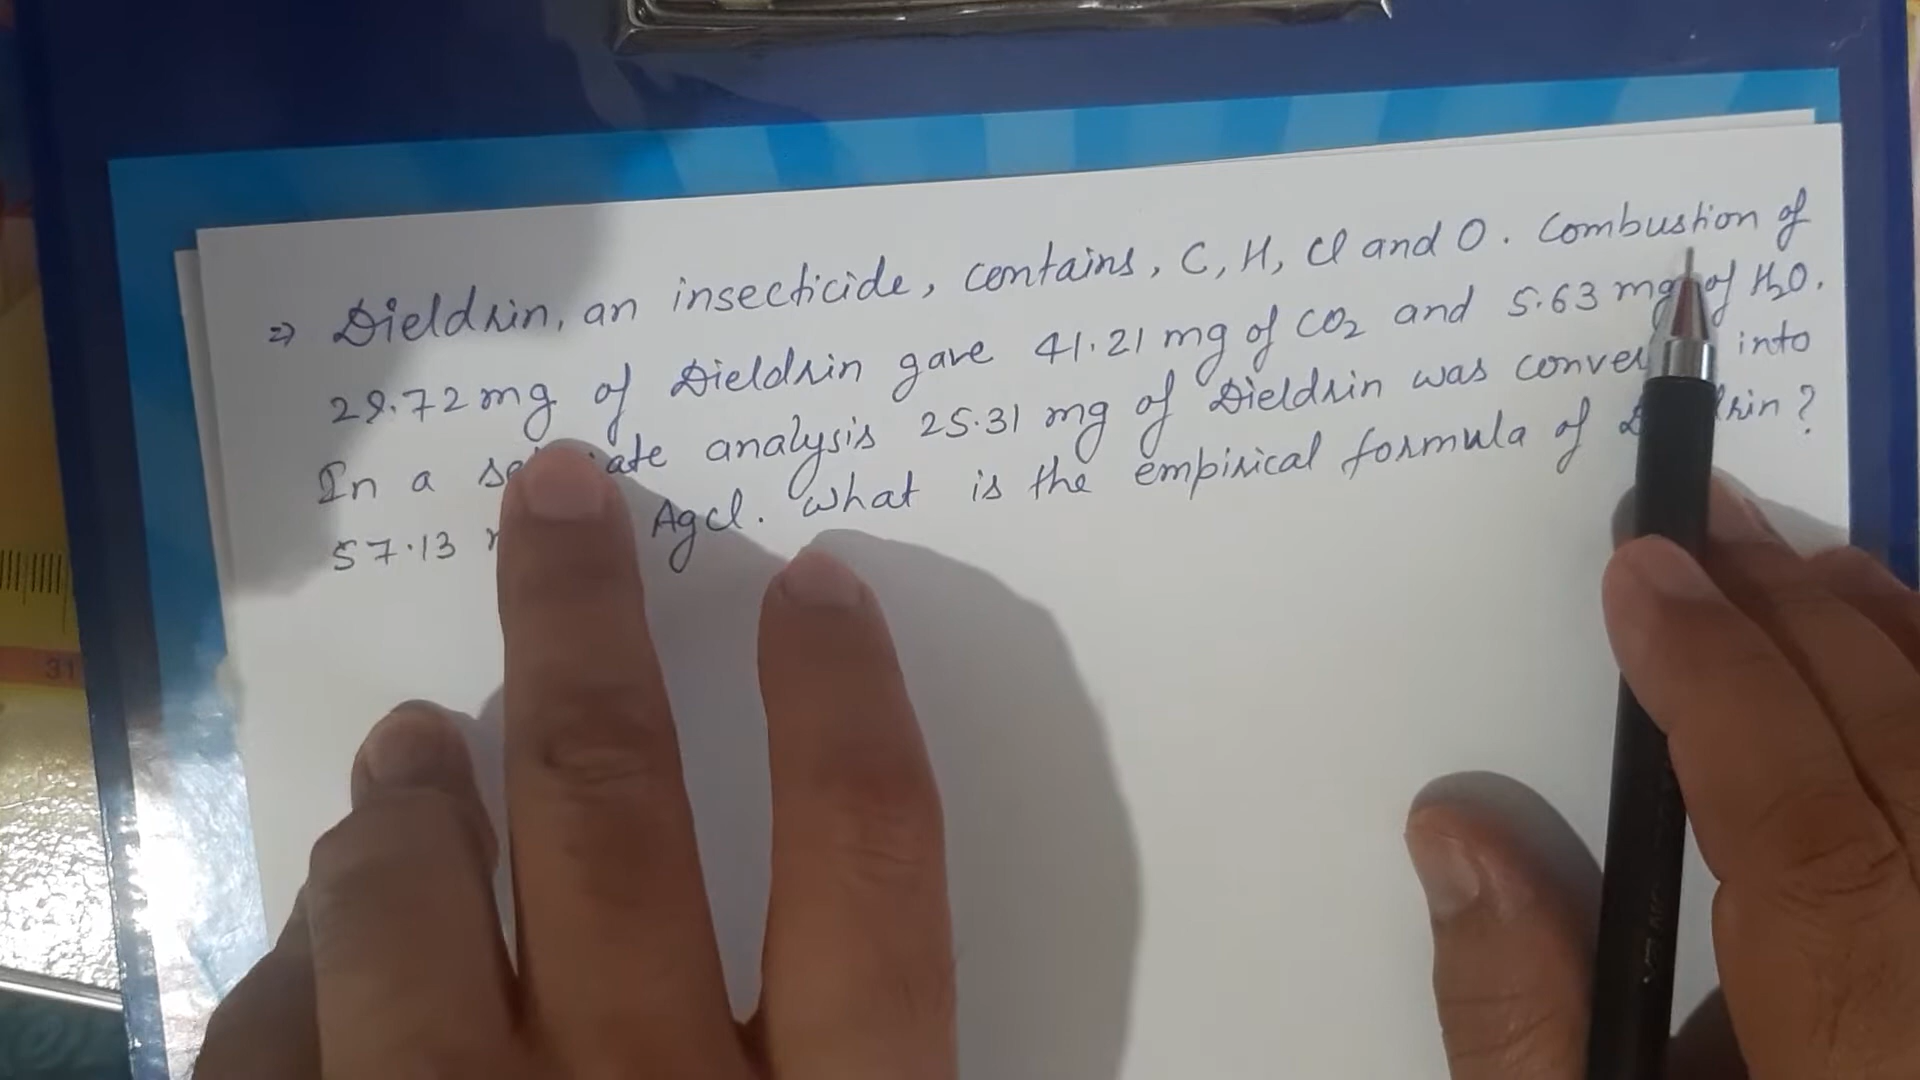 => Dieldrin, an insecticide, contains, C, H, Cl and O. Combustion of
29.72 mg of Dieldrin gave 41.21 mg of CO2 and 5.63 mg of H2O.
In a analysis 25.31 mg of Dieldrin was into
57.13 AgCl. What is the empirical formula of ?
31